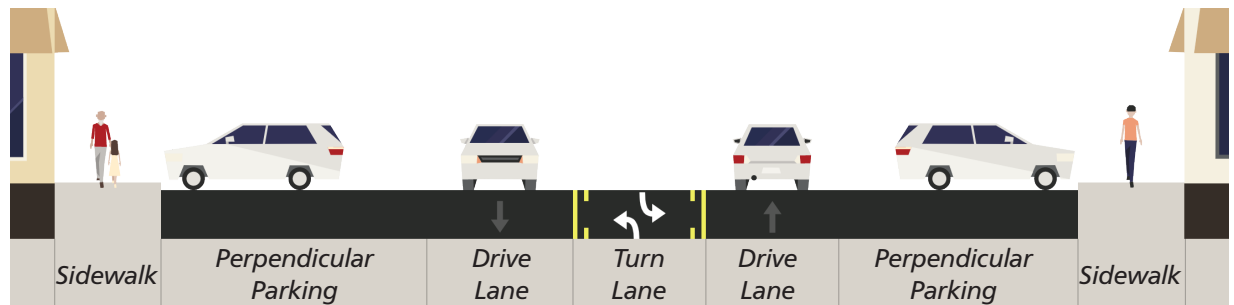 Sidewalk
Perpendicular
Parking
Drive
Lane
Turn
Lane
Drive
Lane
Perpendicular
Parking
Sidewalk